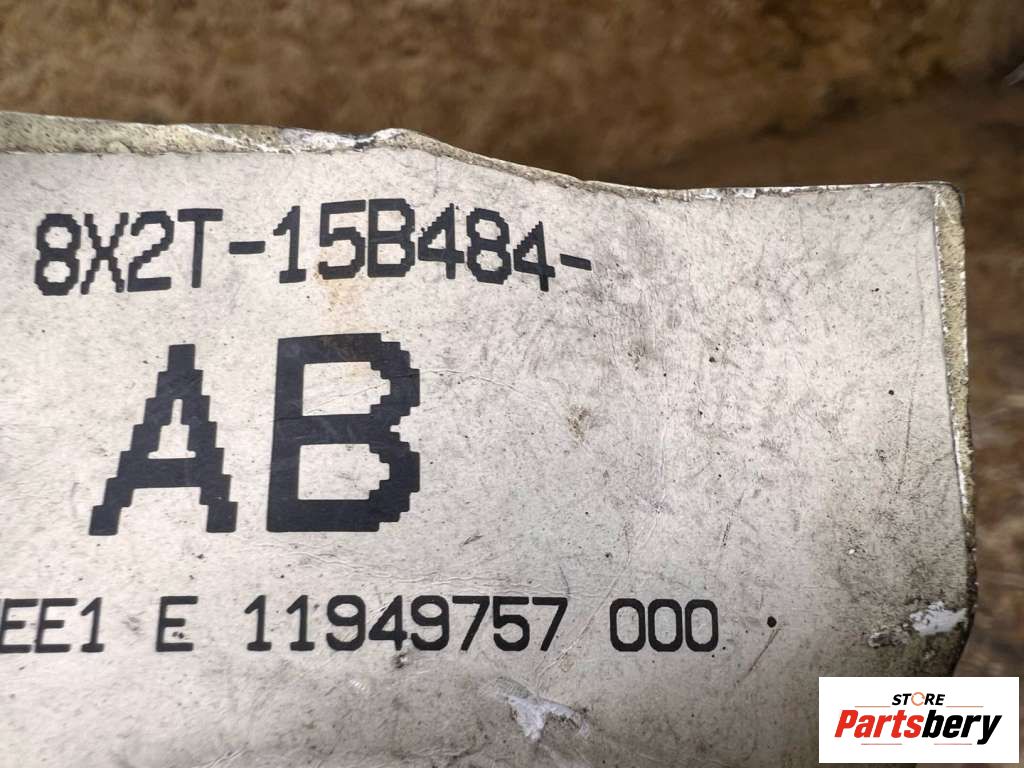 8X2T-15B484-
AB
EE1 E 11949757 000
STORE
Partsbery